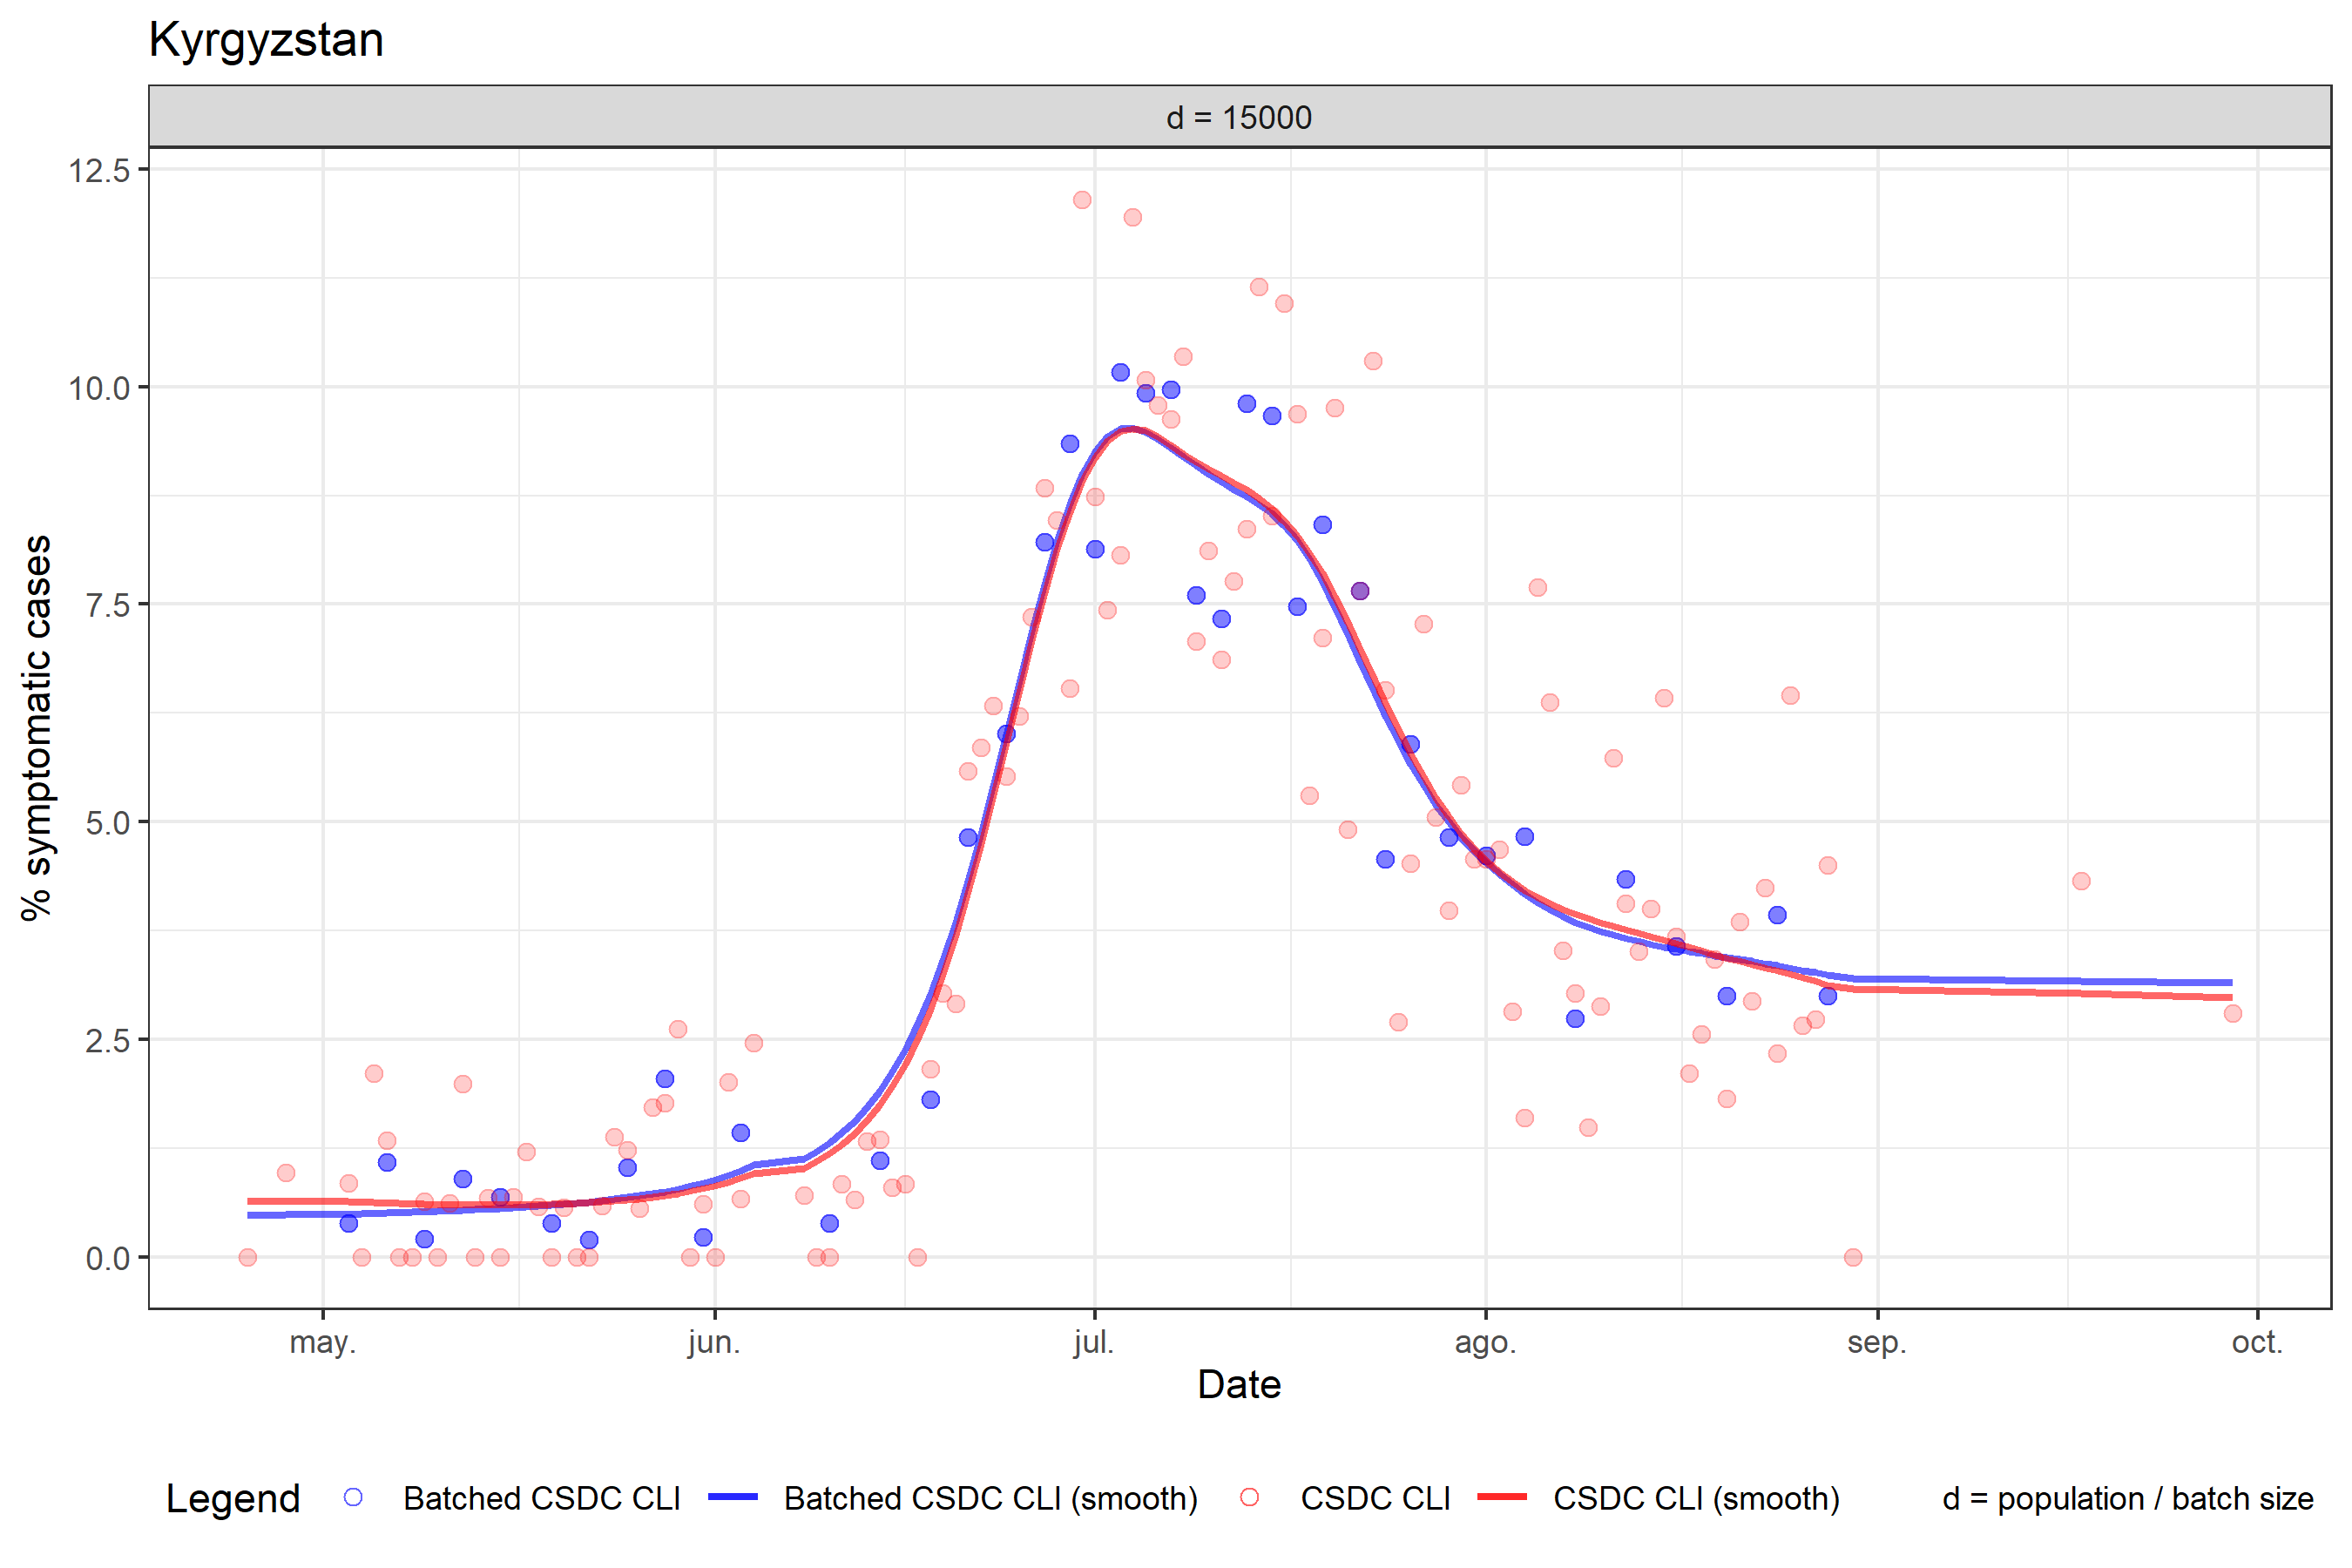 Kyrgyzstan
d = 15000
12.5
10.0
7.5
5.0
2.5
0.0
% symptomatic cases
may. jun. jul. ago. sep. oct.
Date
Legend Batched CSDC CLI Batched CSDC CLI (smooth) CSDC CLI CSDC CLI (smooth) d = population / batch size